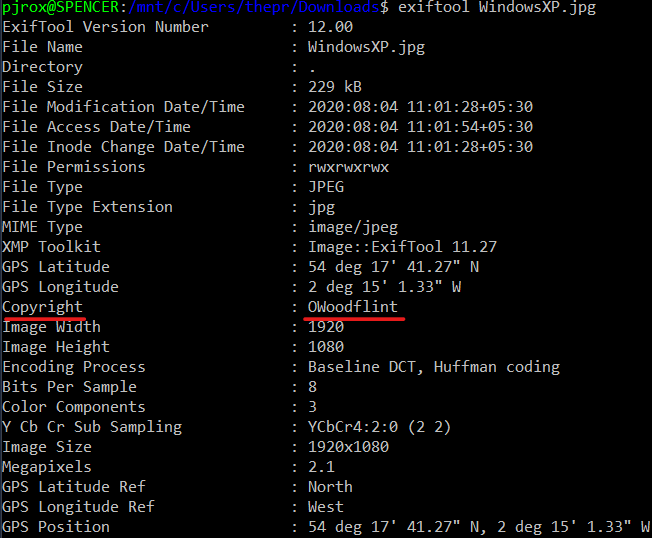 pjrox@SPENCER:/mnt/c/Users/thepr/Downloads$ exiftool WindowsXP.jpg
ExifTool Version Number : 12.00
File Name : WindowsXP.jpg
Directory : .
File Size : 229 kB
File Modification Date/Time : 2020:08:04 11:01:28+05:30
File Access Date/Time : 2020:08:04 11:01:54+05:30
File Inode Change Date/Time : 2020:08:04 11:01:28+05:30
File Permissions : rwxrwxrwx
File Type : JPEG
File Type Extension : jpg
MIME Type : image/jpeg
XMP Toolkit : Image::ExifTool 11.27
GPS Latitude : 54 deg 17' 41.27" N
GPS Longitude : 2 deg 15' 1.33" W
Copyright : OWoodflint
Image Width : 1920
Image Height : 1080
Encoding Process : Baseline DCT, Huffman coding
Bits Per Sample : 8
Color Components : 3
Y Cb Cr Sub Sampling : YCbCr4:2:0 (2 2)
Image Size : 1920x1080
Megapixels : 2.1
GPS Latitude Ref : North
GPS Longitude Ref : West
GPS Position : 54 deg 17' 41.27" N, 2 deg 15' 1.33" W